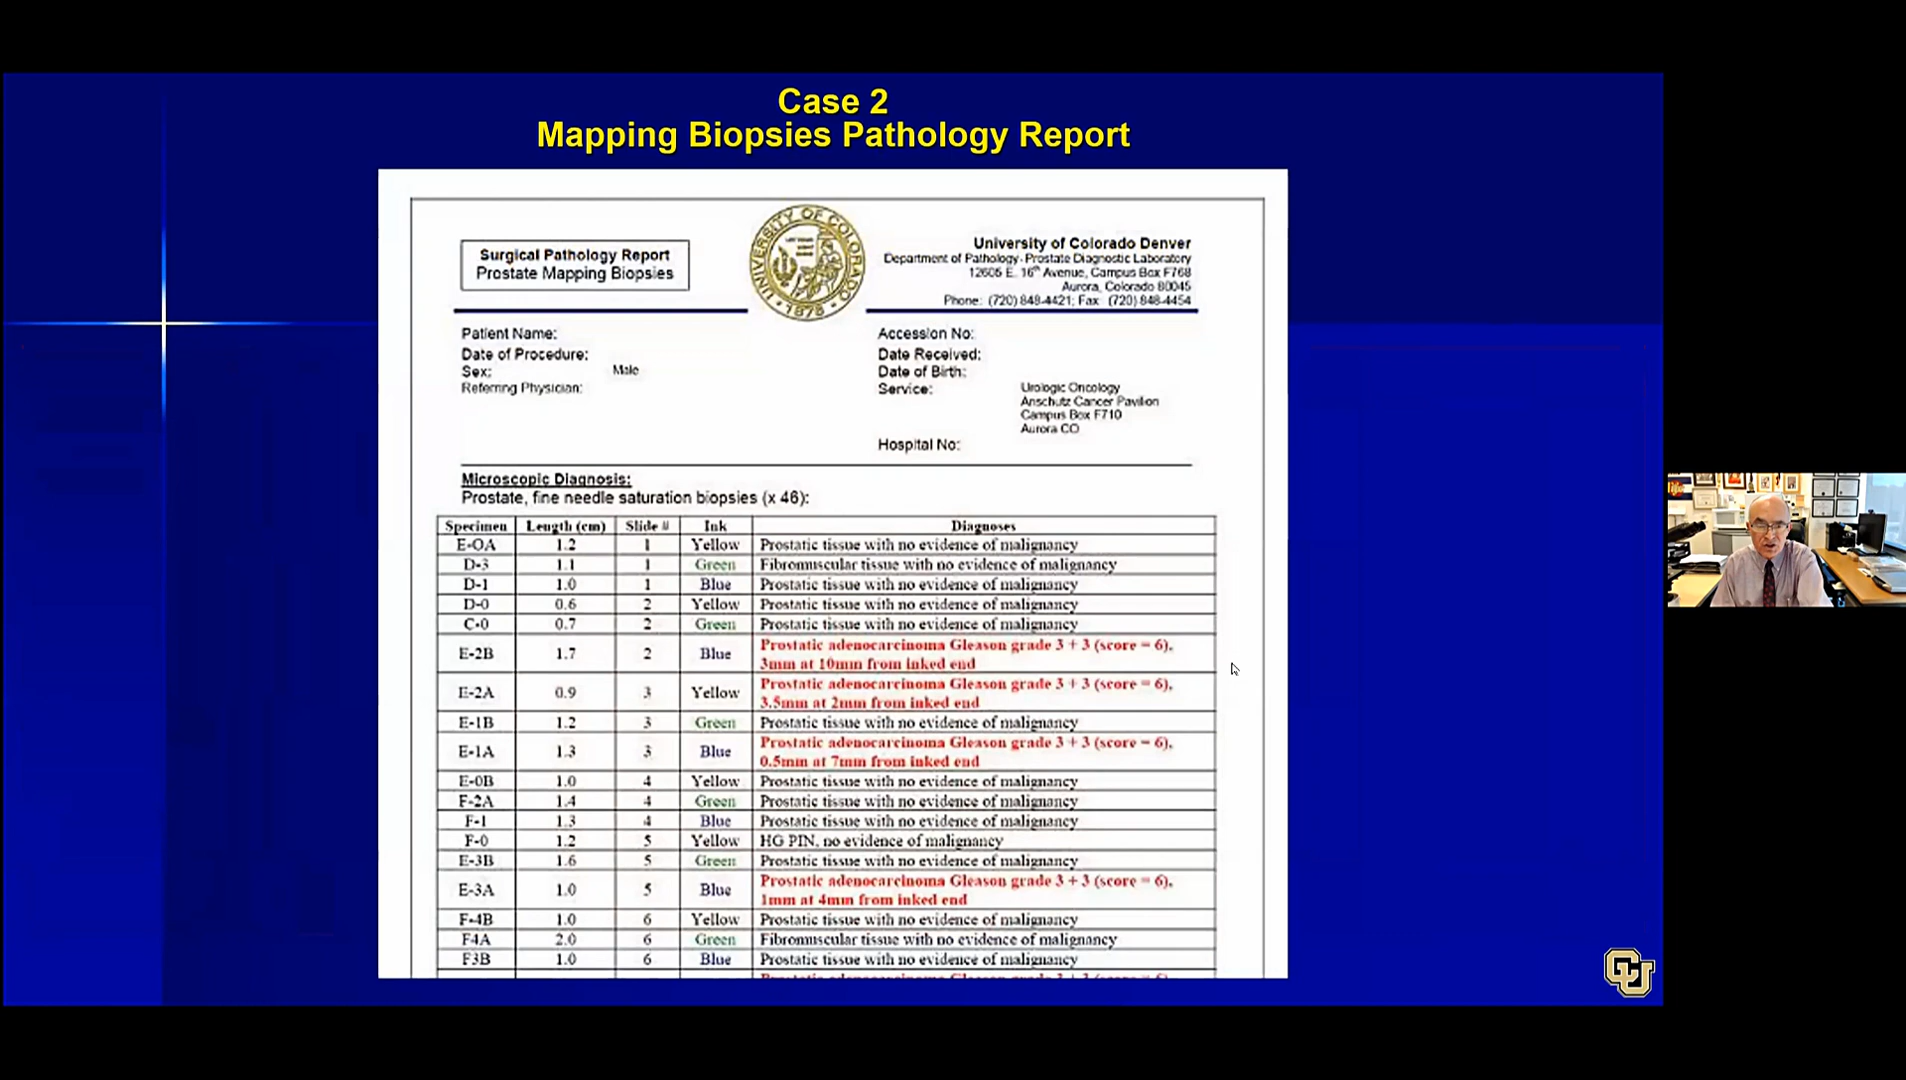 Case 2
Mapping Biopsies Pathology Report
Surgical Pathology Report
Prostate Mapping Biopsies
UNIVERSITY OF COLORADO
1876
University of Colorado Denver
Department of Pathology-Prostate Diagnostic Laboratory
12605 E. 16th Avenue, Campus Box F768
Aurora, Colorado 80045
Phone: (720) 848-4421; Fax (720) 848-4454
Patient Name:
Date of Procedure:
Sex: Male
Referring Physician:
Accession No:
Date Received:
Date of Birth:
Service: Urologic Oncology
Anschutz Cancer Pavilion
Campus Box F710
Aurora CO
Hospital No:
Microscopic Diagnosis:
Prostate, fine needle saturation biopsies (x 46):
Specimen Length (cm) Slide # Ink Diagnoses
E-OA 1.2 1 Yellow Prostatic tissue with no evidence of malignancy
D-3 1.1 1 Green Fibromuscular tissue with no evidence of malignancy
D-1 1.0 1 Blue Prostatic tissue with no evidence of malignancy
D-0 0.6 2 Yellow Prostatic tissue with no evidence of malignancy
C-0 0.7 2 Green Prostatic tissue with no evidence of malignancy
E-2B 1.7 2 Blue Prostatic adenocarcinoma Gleason grade 3 + 3 (score = 6),
3mm at 10mm from inked end
E-2A 0.9 3 Yellow Prostatic adenocarcinoma Gleason grade 3 + 3 (score = 6),
3.5mm at 2mm from inked end
E-1B 1.2 3 Green Prostatic tissue with no evidence of malignancy
E-1A 1.3 3 Blue Prostatic adenocarcinoma Gleason grade 3 + 3 (score = 6),
0.5mm at 7mm from inked end
E-0B 1.0 4 Yellow Prostatic tissue with no evidence of malignancy
F-2A 1.4 4 Green Prostatic tissue with no evidence of malignancy
F-1 1.3 4 Blue Prostatic tissue with no evidence of malignancy
F-0 1.2 5 Yellow HG PIN, no evidence of malignancy
E-3B 1.6 5 Green Prostatic tissue with no evidence of malignancy
E-3A 1.0 5 Blue Prostatic adenocarcinoma Gleason grade 3 + 3 (score = 6),
1mm at 4mm from inked end
F-4B 1.0 6 Yellow Prostatic tissue with no evidence of malignancy
F4A 2.0 6 Green Fibromuscular tissue with no evidence of malignancy
F3B 1.0 6 Blue Prostatic tissue with no evidence of malignancy
CU